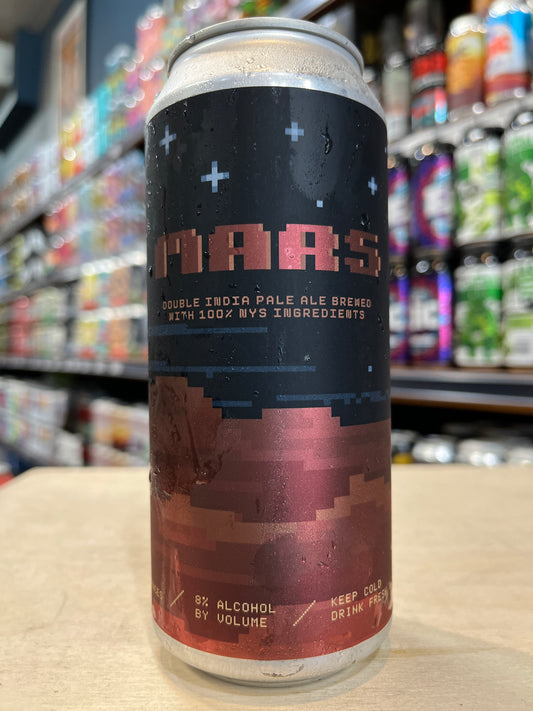 MARS
DOUBLE INDIA PALE ALE BREWED
WITH 100% NYS INGREDIENTS
8% ALCOHOL
BY VOLUME
KEEP COLD
DRINK FRESH